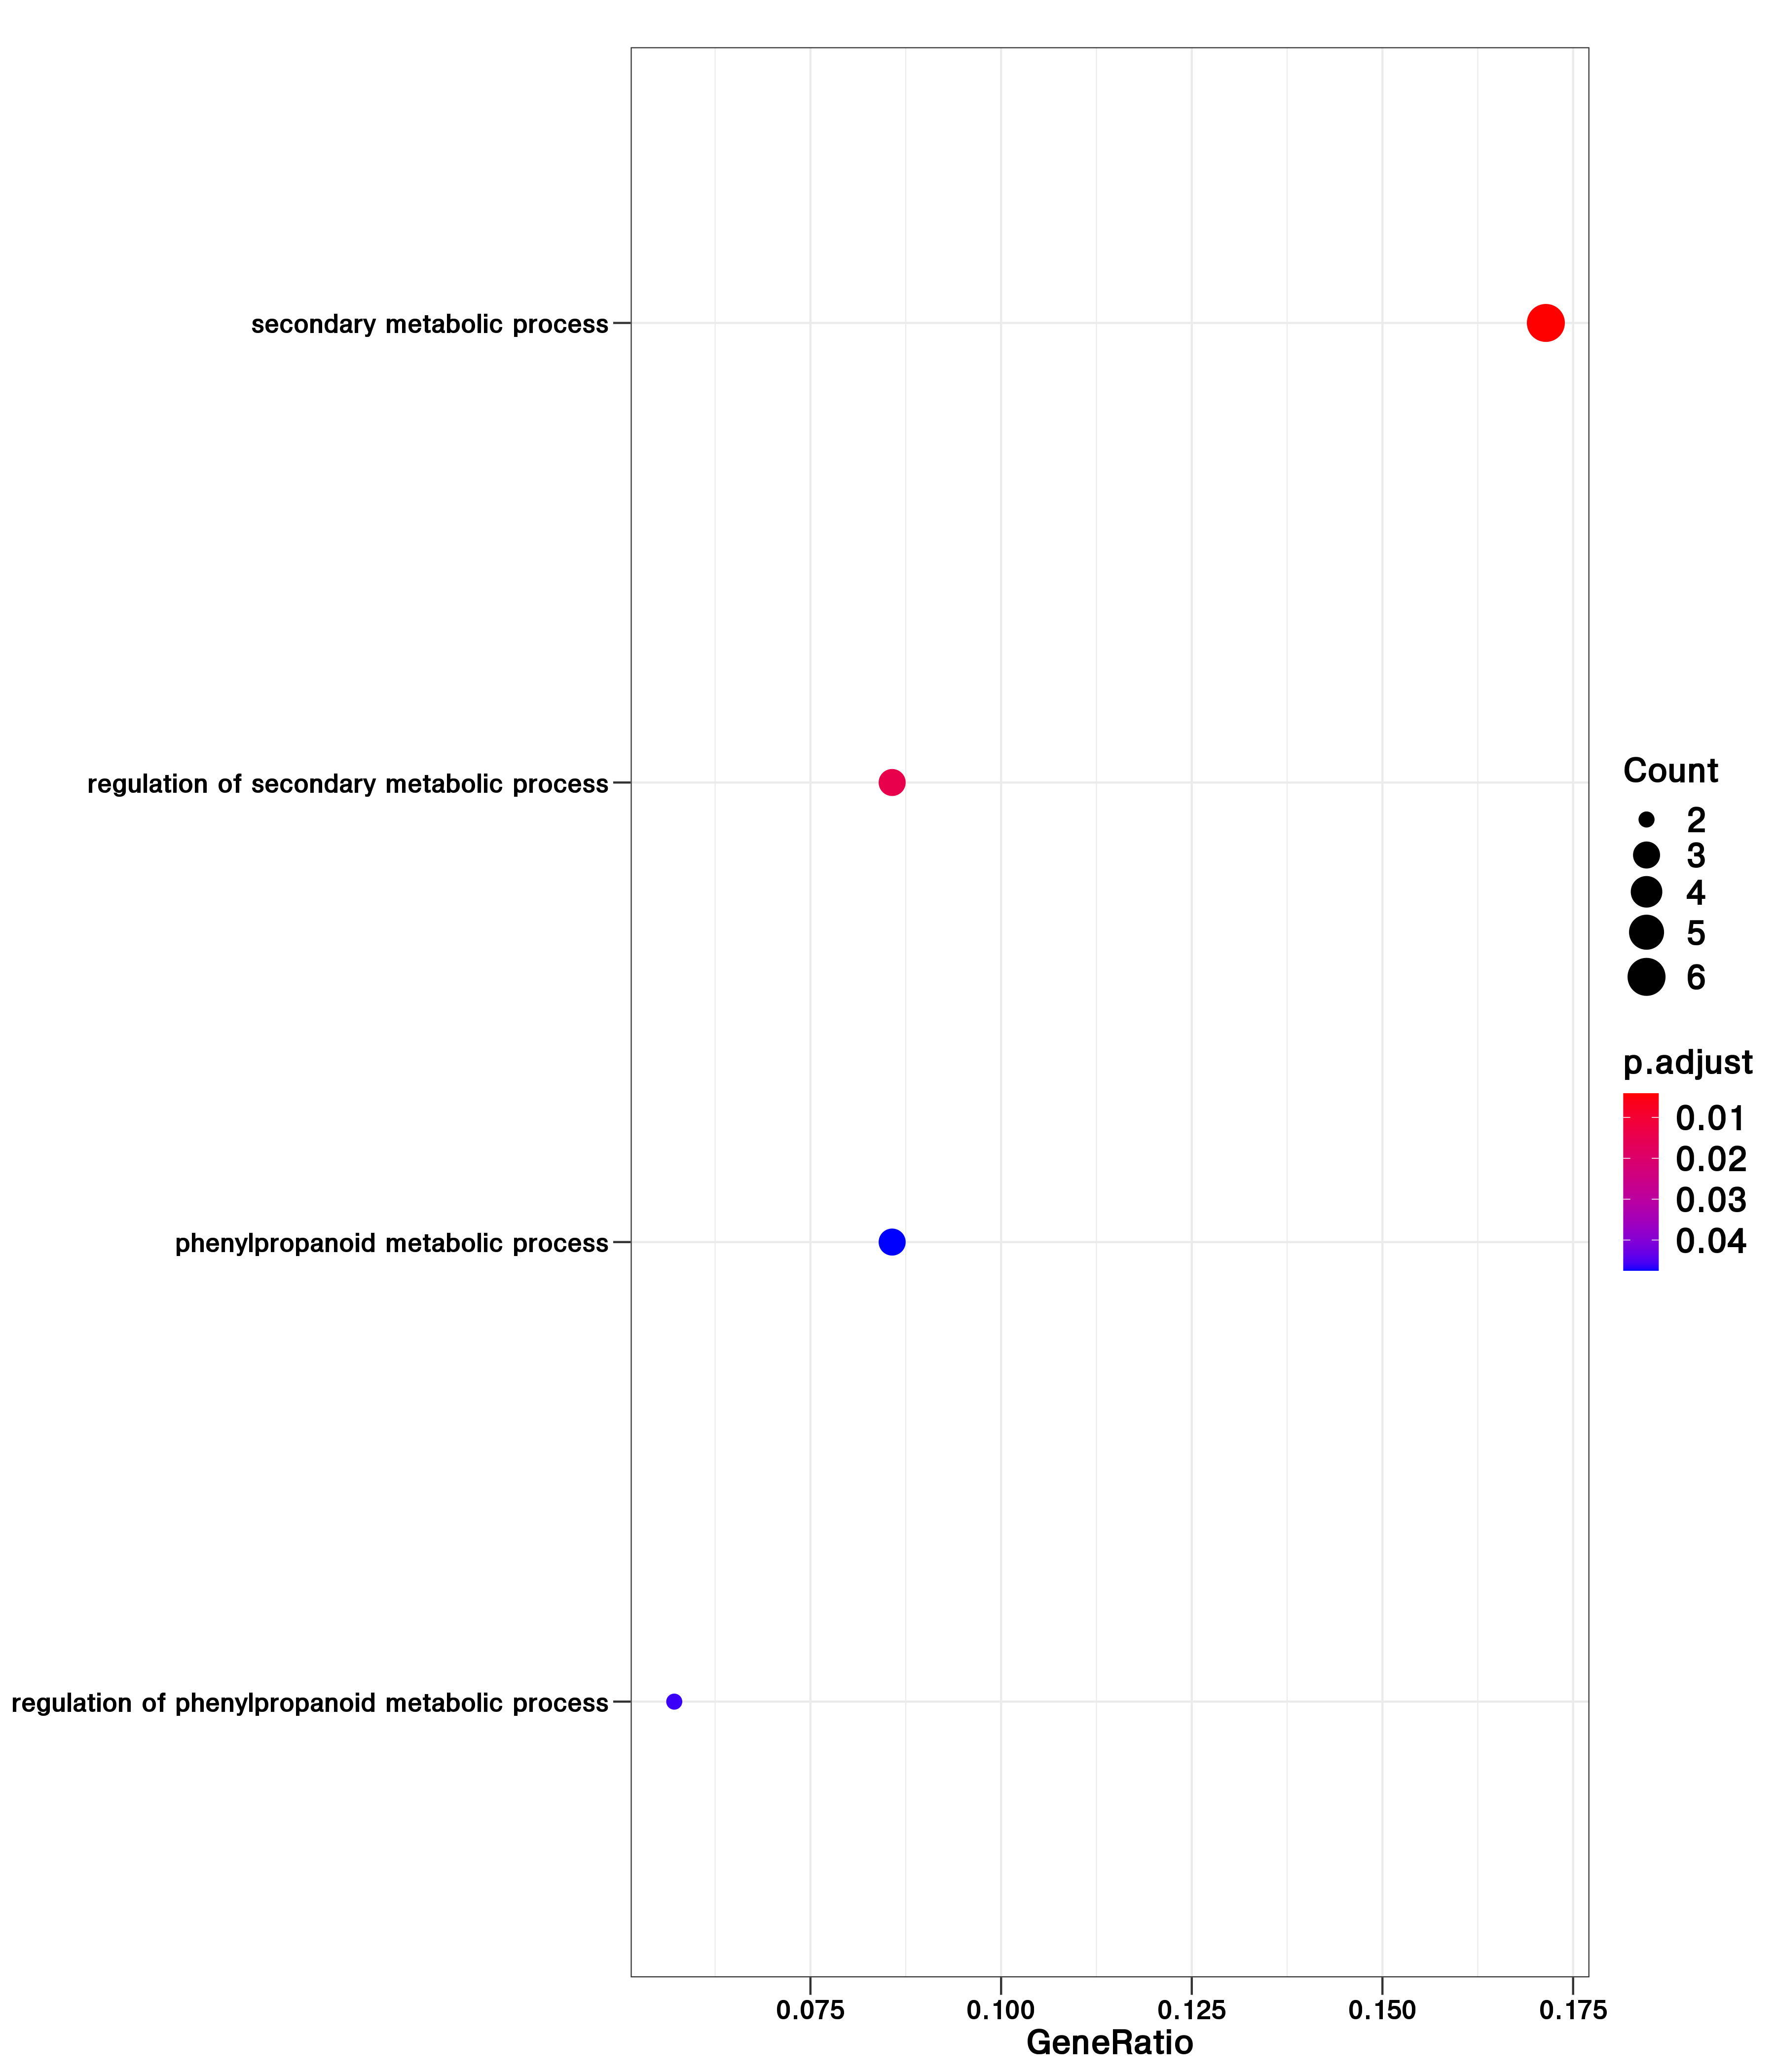 secondary metabolic process
regulation of secondary metabolic process
phenylpropanoid metabolic process
regulation of phenylpropanoid metabolic process
0.075 0.100 0.125 0.150 0.175
GeneRatio
Count
2
3
4
5
6
p.adjust
0.01
0.02
0.03
0.04